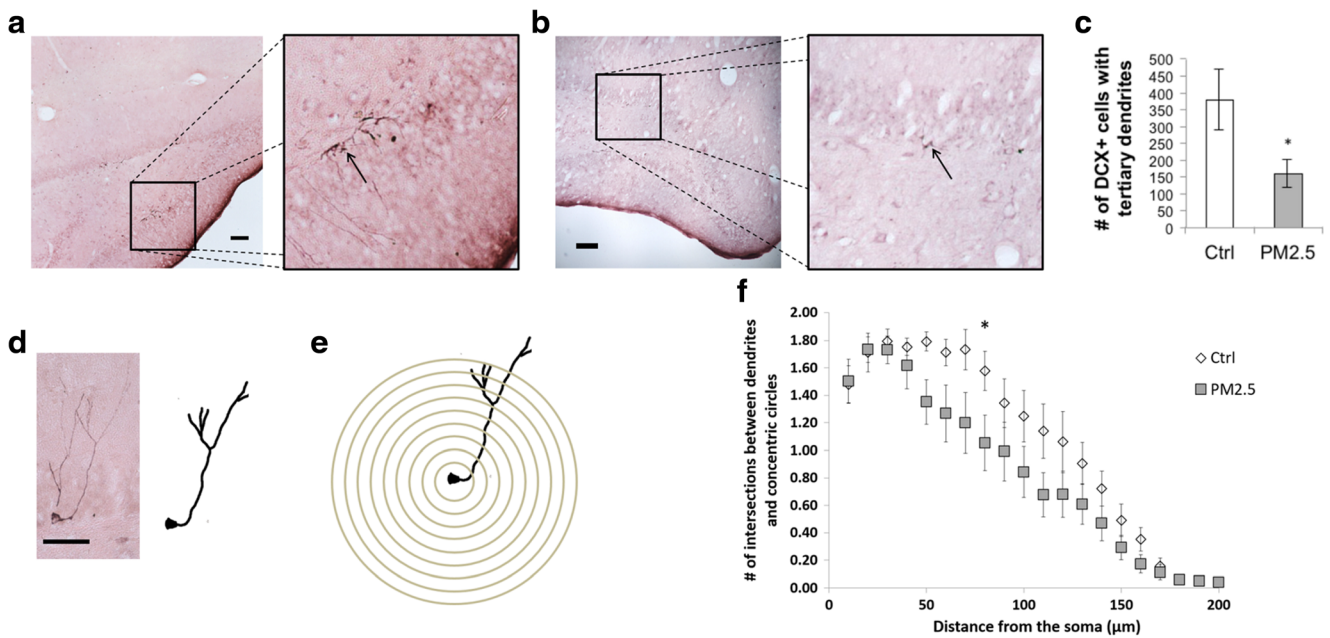 a
b
c
# of DCX+ cells with
tertiary dendrites
500
450
400
350
300
250
200
150
100
50
0
*
Ctrl
PM2.5
d
e
f
# of intersections between dendrites
and concentric circles
2.00
1.80
1.60
1.40
1.20
1.00
0.80
0.60
0.40
0.20
0.00
*
Ctrl
PM2.5
0
50
100
150
200
Distance from the soma (µm)